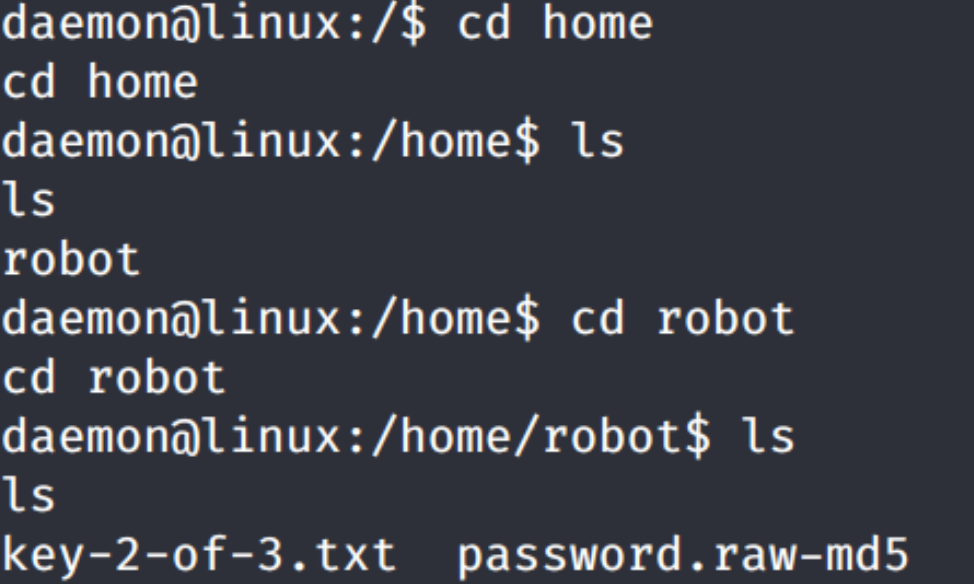 daemon@linux:/$ cd home
cd home
daemon@linux:/home$ ls
ls
robot
daemon@linux:/home$ cd robot
cd robot
daemon@linux:/home/robot$ ls
ls
key-2-of-3.txt  password.raw-md5